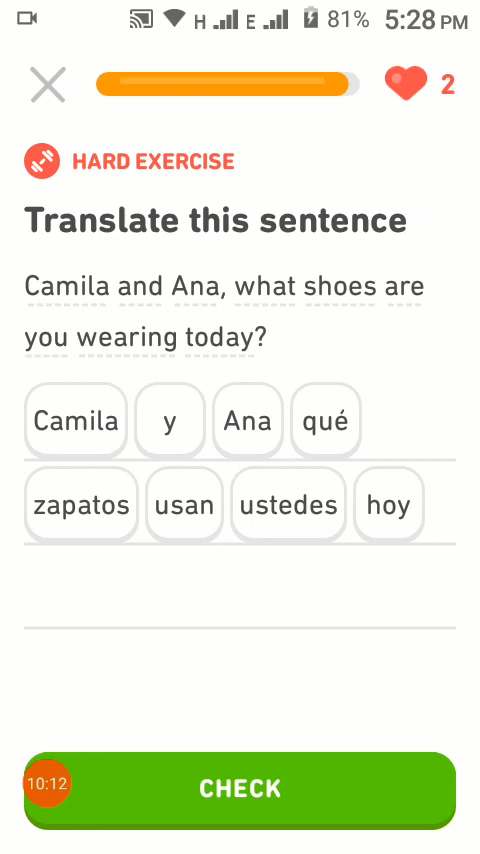 H E 81% 5:28 PM
2
HARD EXERCISE
Translate this sentence
Camila and Ana, what shoes are
you wearing today?
Camila y Ana qué
zapatos usan ustedes hoy
CHECK
10:12